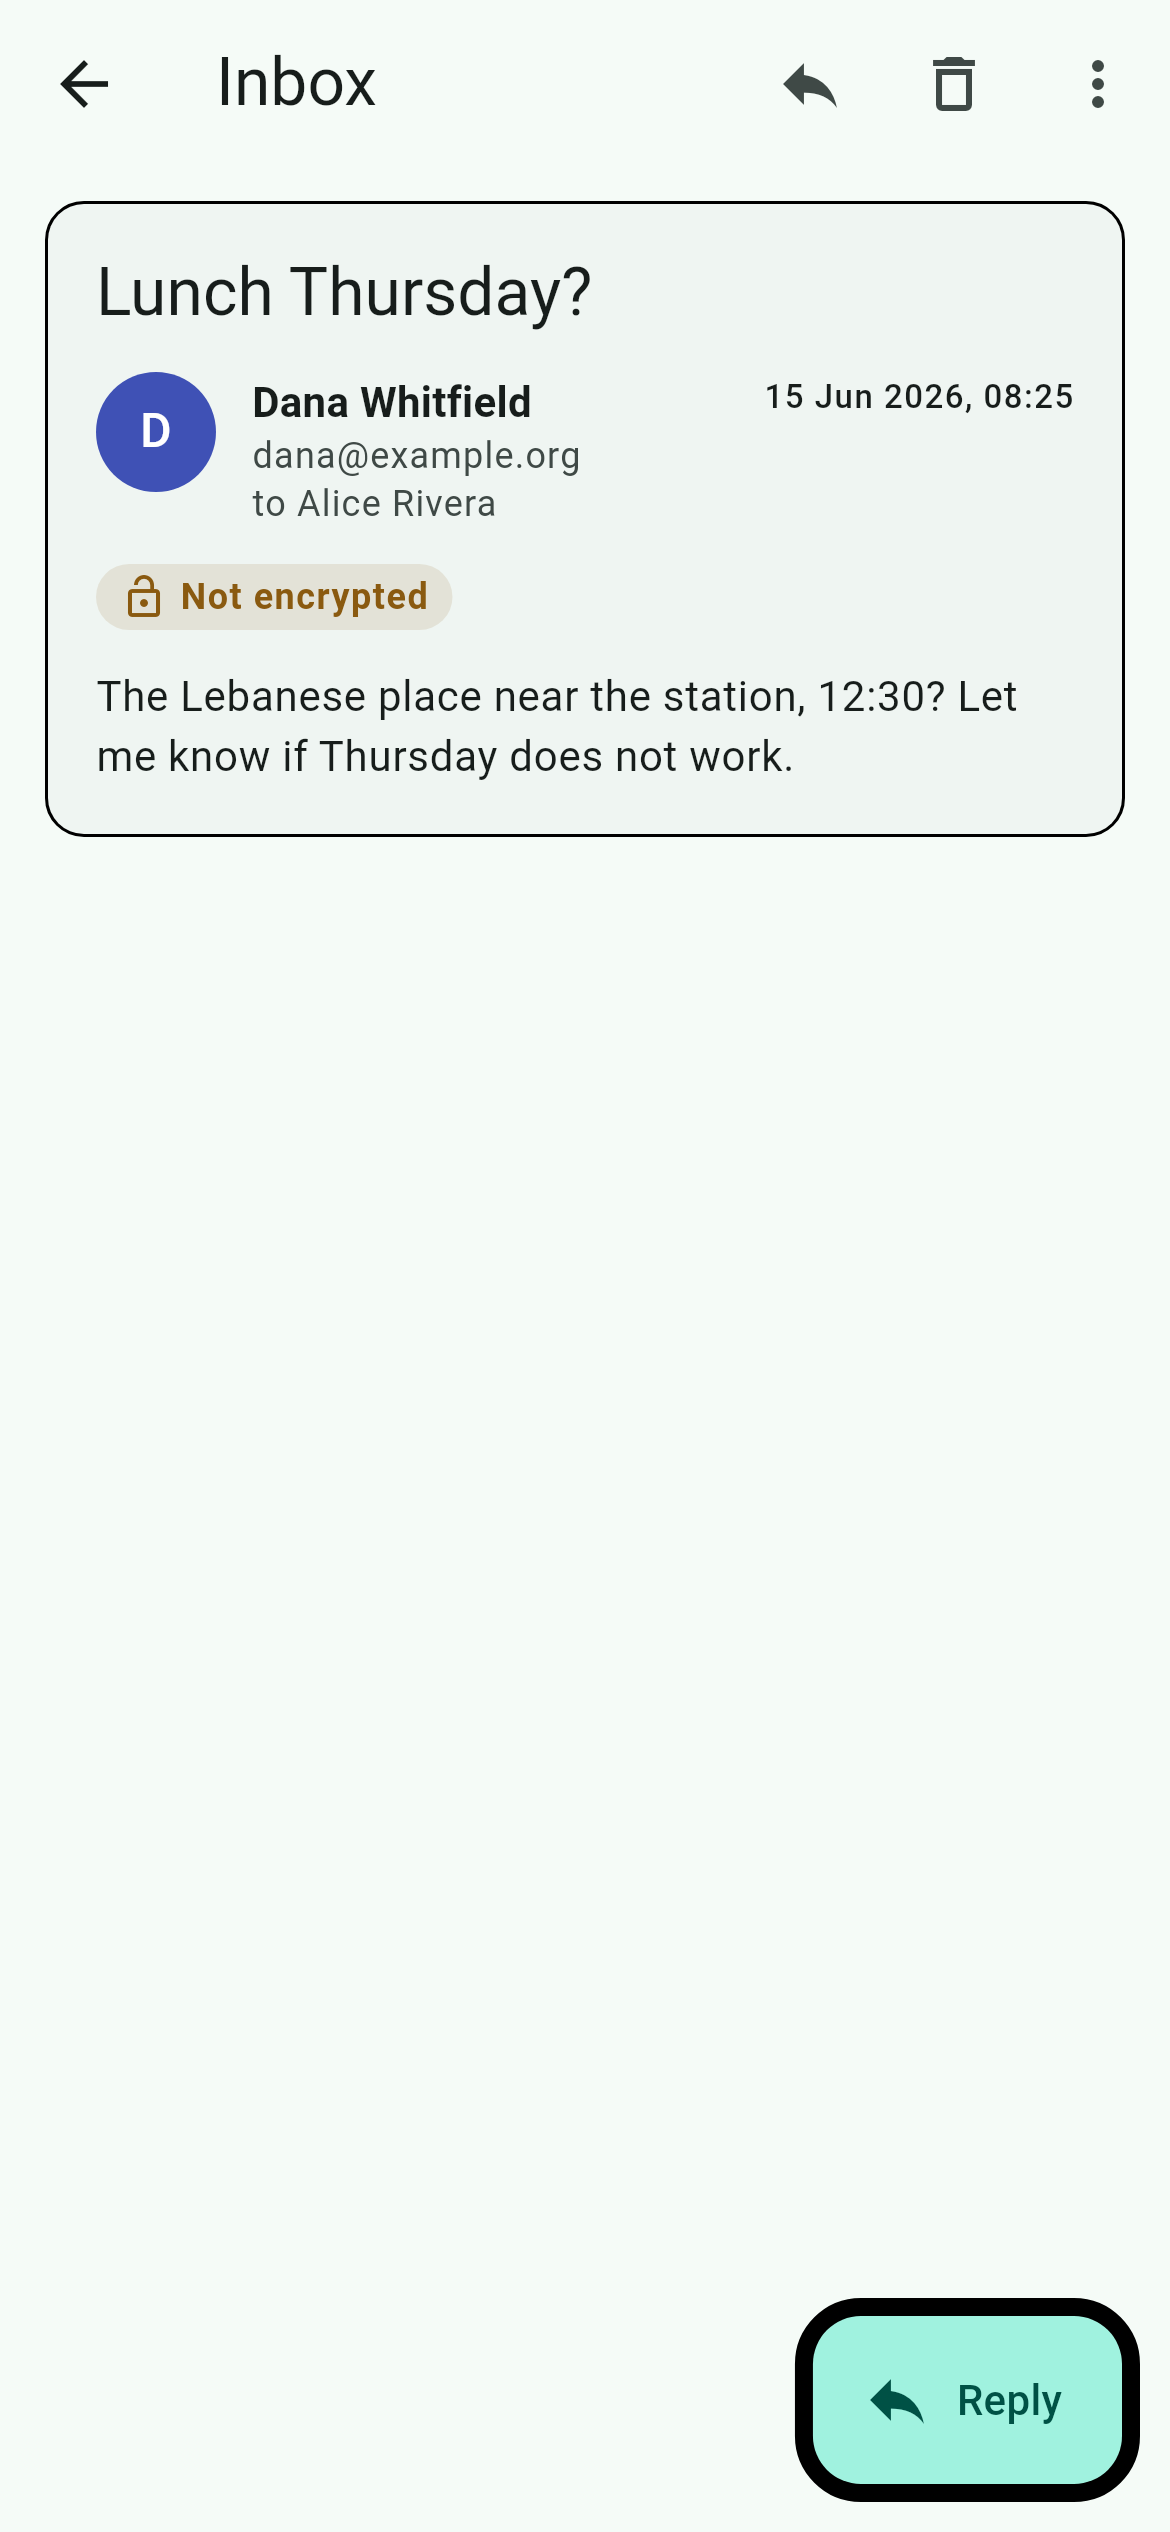 Inbox
Lunch Thursday?
D
Dana Whitfield
15 Jun 2026, 08:25
dana@example.org
to Alice Rivera
Not encrypted
The Lebanese place near the station, 12:30? Let
me know if Thursday does not work.
Reply